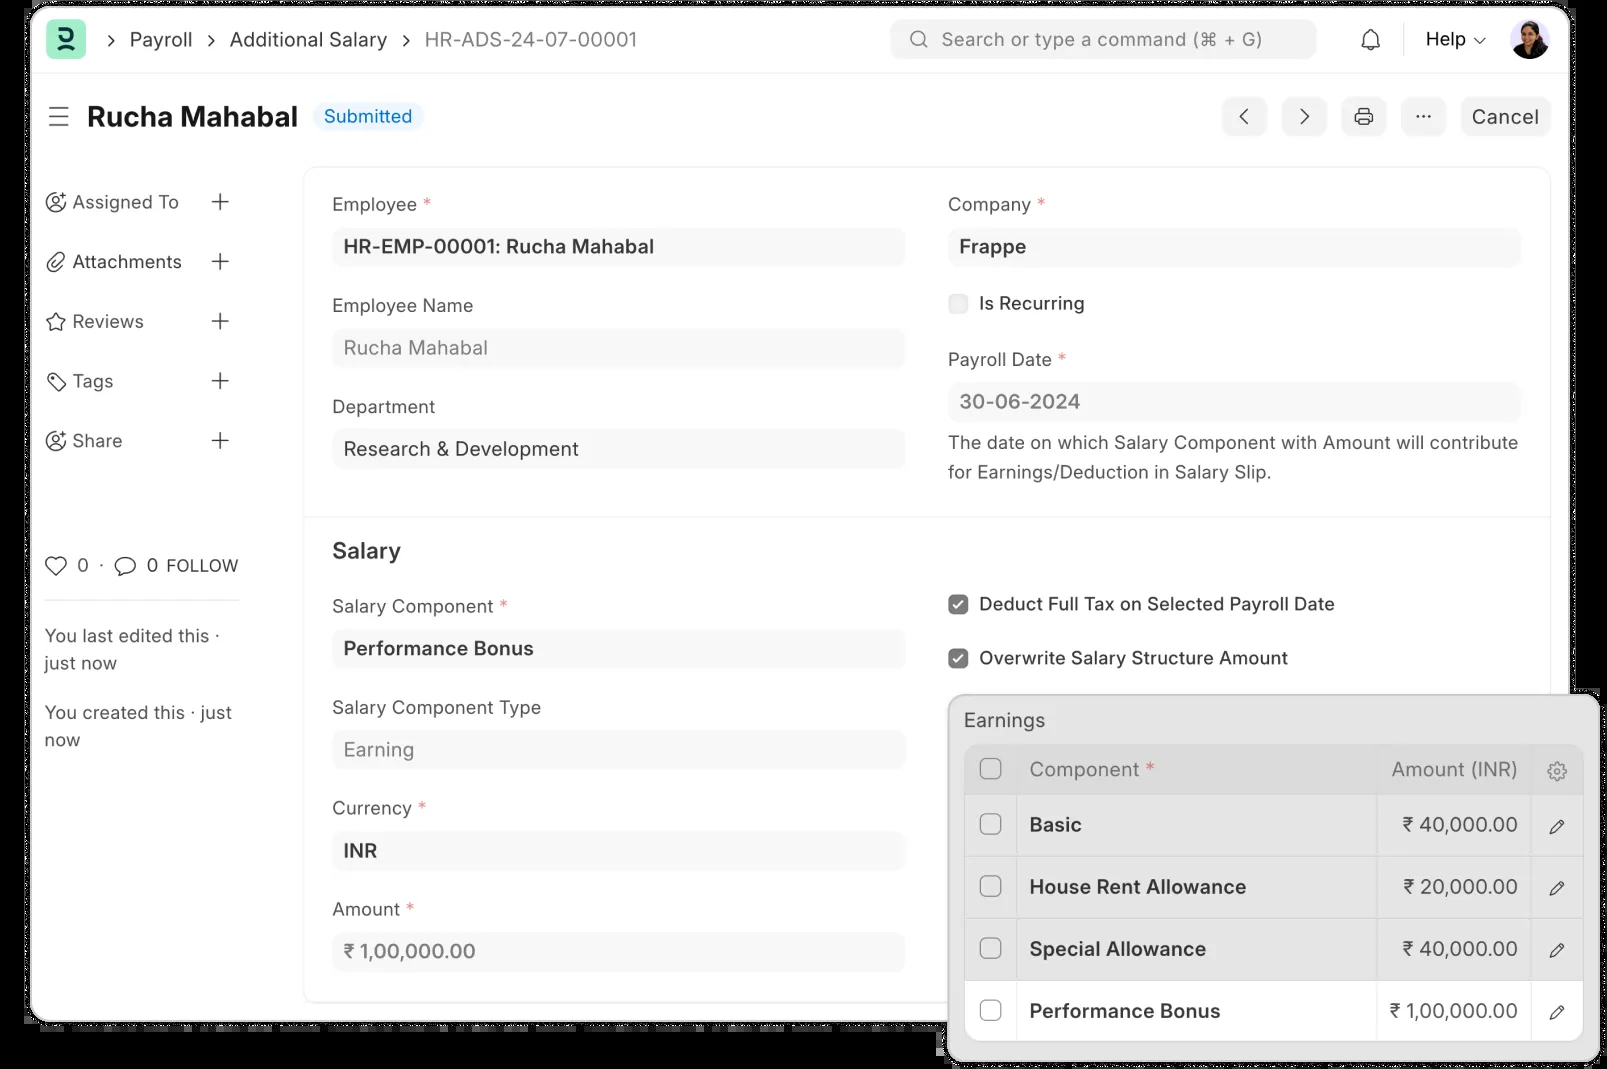 Payroll
Additional Salary
HR-ADS-24-07-00001
Search or type a command (⌘ + G)
Help
Rucha Mahabal
Submitted
Cancel
Assigned To
Attachments
Reviews
Tags
Share
0 · 0 FOLLOW
You last edited this ·
just now
You created this · just
now
Employee *
HR-EMP-00001: Rucha Mahabal
Employee Name
Rucha Mahabal
Department
Research & Development
Company *
Frappe
Is Recurring
Payroll Date *
30-06-2024
The date on which Salary Component with Amount will contribute
for Earnings/Deduction in Salary Slip.
Salary
Salary Component *
Performance Bonus
Salary Component Type
Earning
Currency *
INR
Amount *
₹ 1,00,000.00
Deduct Full Tax on Selected Payroll Date
Overwrite Salary Structure Amount
Earnings
Component * Amount (INR)
Basic ₹ 40,000.00
House Rent Allowance ₹ 20,000.00
Special Allowance ₹ 40,000.00
Performance Bonus ₹ 1,00,000.00